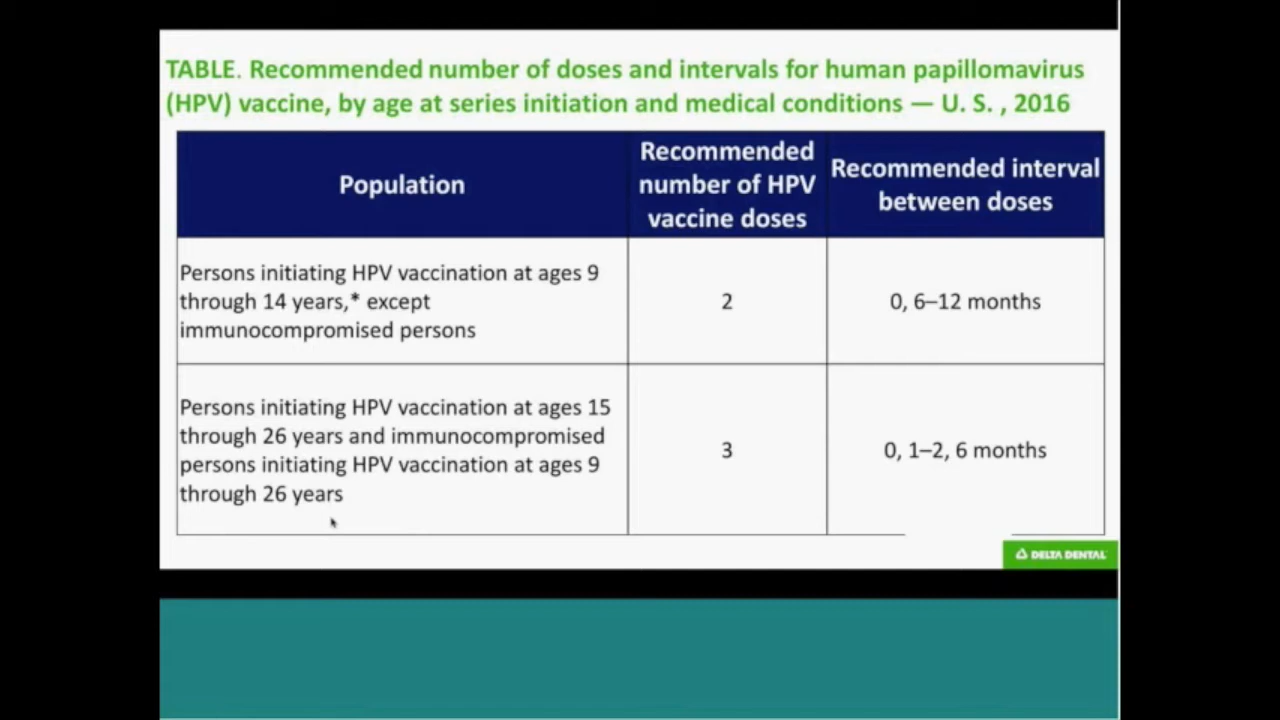 TABLE. Recommended number of doses and intervals for human papillomavirus
(HPV) vaccine, by age at series initiation and medical conditions — U. S. , 2016
Population
Recommended
number of HPV
vaccine doses
Recommended interval
between doses
Persons initiating HPV vaccination at ages 9
through 14 years,* except
immunocompromised persons
2
0, 6–12 months
Persons initiating HPV vaccination at ages 15
through 26 years and immunocompromised
persons initiating HPV vaccination at ages 9
through 26 years
3
0, 1–2, 6 months
DELTA DENTAL